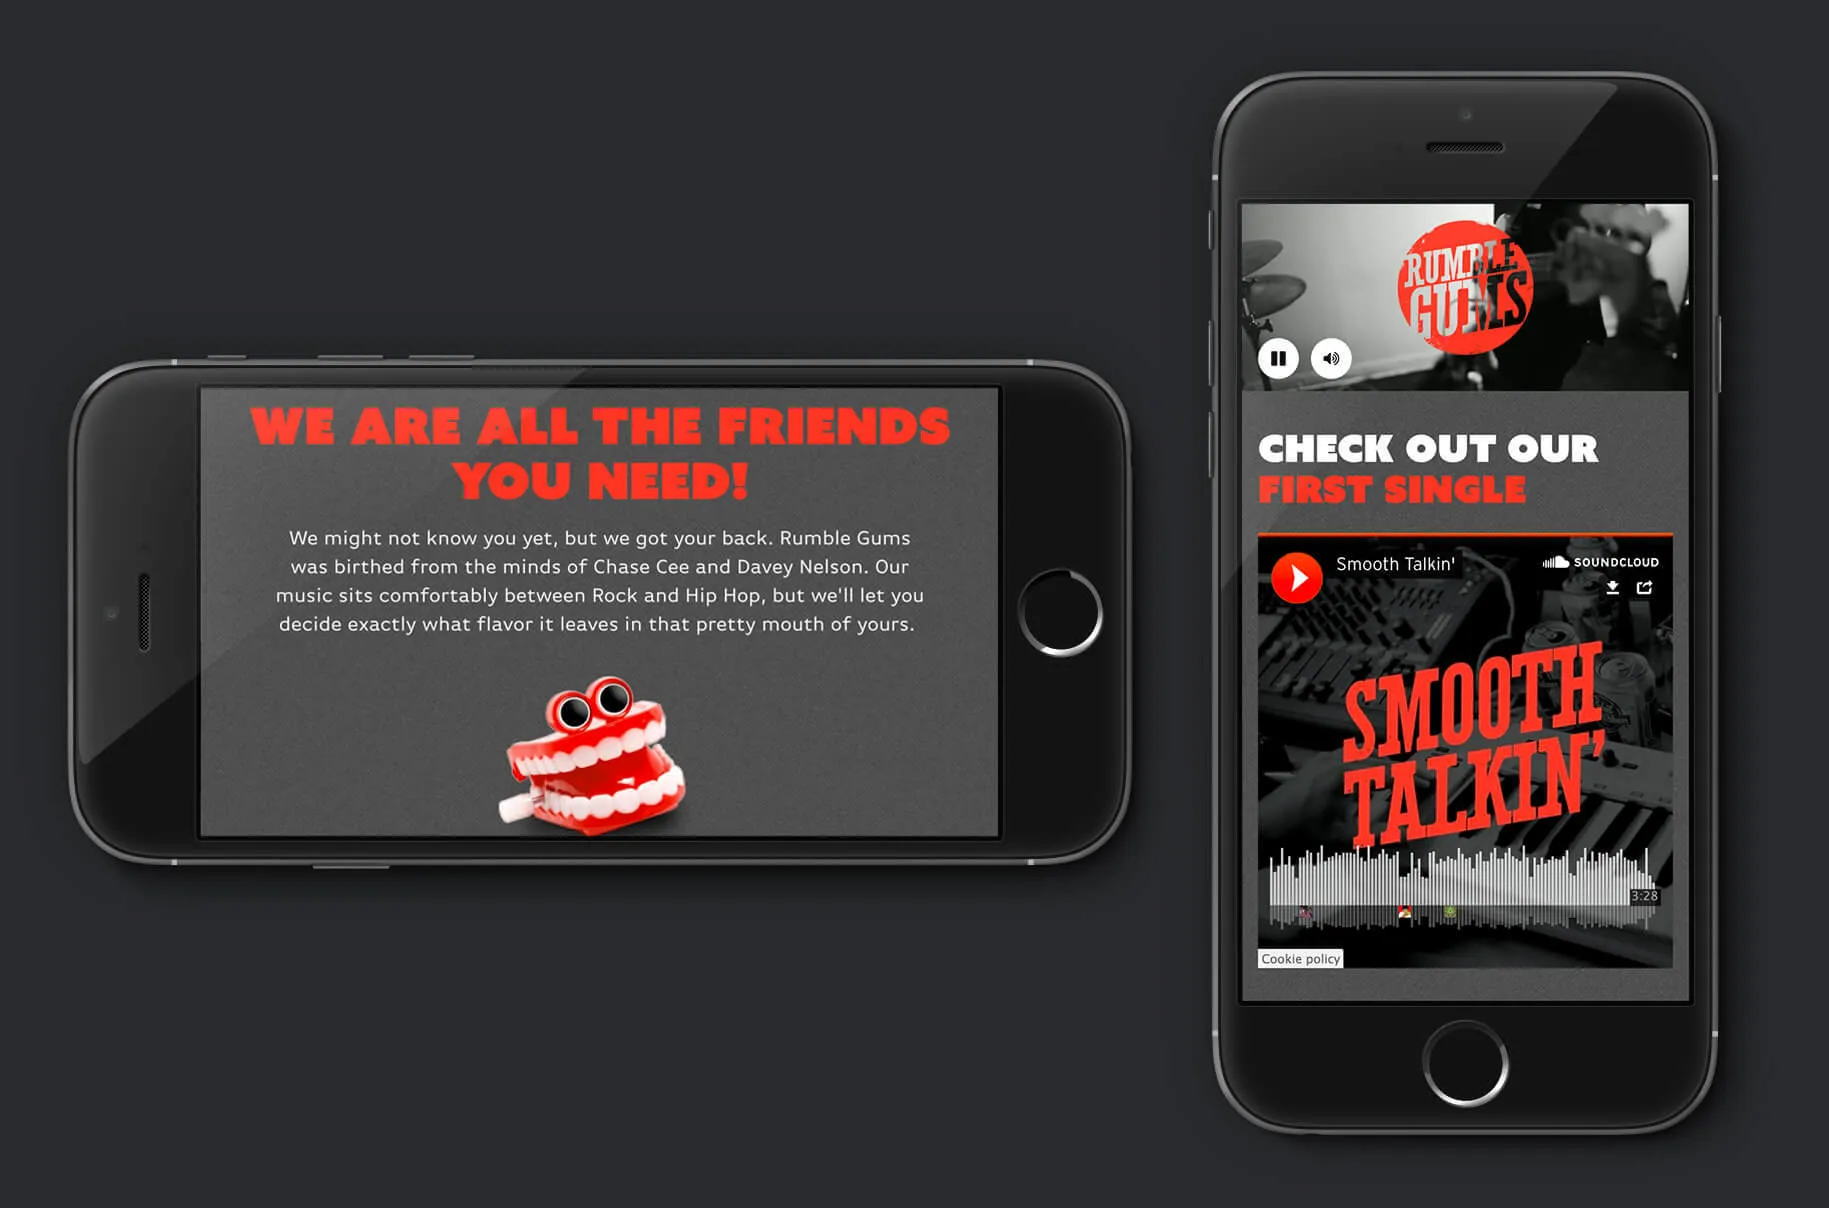 WE ARE ALL THE FRIENDS
YOU NEED!
We might not know you yet, but we got your back. Rumble Gums
was birthed from the minds of Chase Cee and Davey Nelson. Our
music sits comfortably between Rock and Hip Hop, but we'll let you
decide exactly what flavor it leaves in that pretty mouth of yours.
RUMBLE
GUMS
CHECK OUT OUR
FIRST SINGLE
Smooth Talkin'
SOUNDCLOUD
SMOOTH
TALKIN’
3:28
Cookie policy